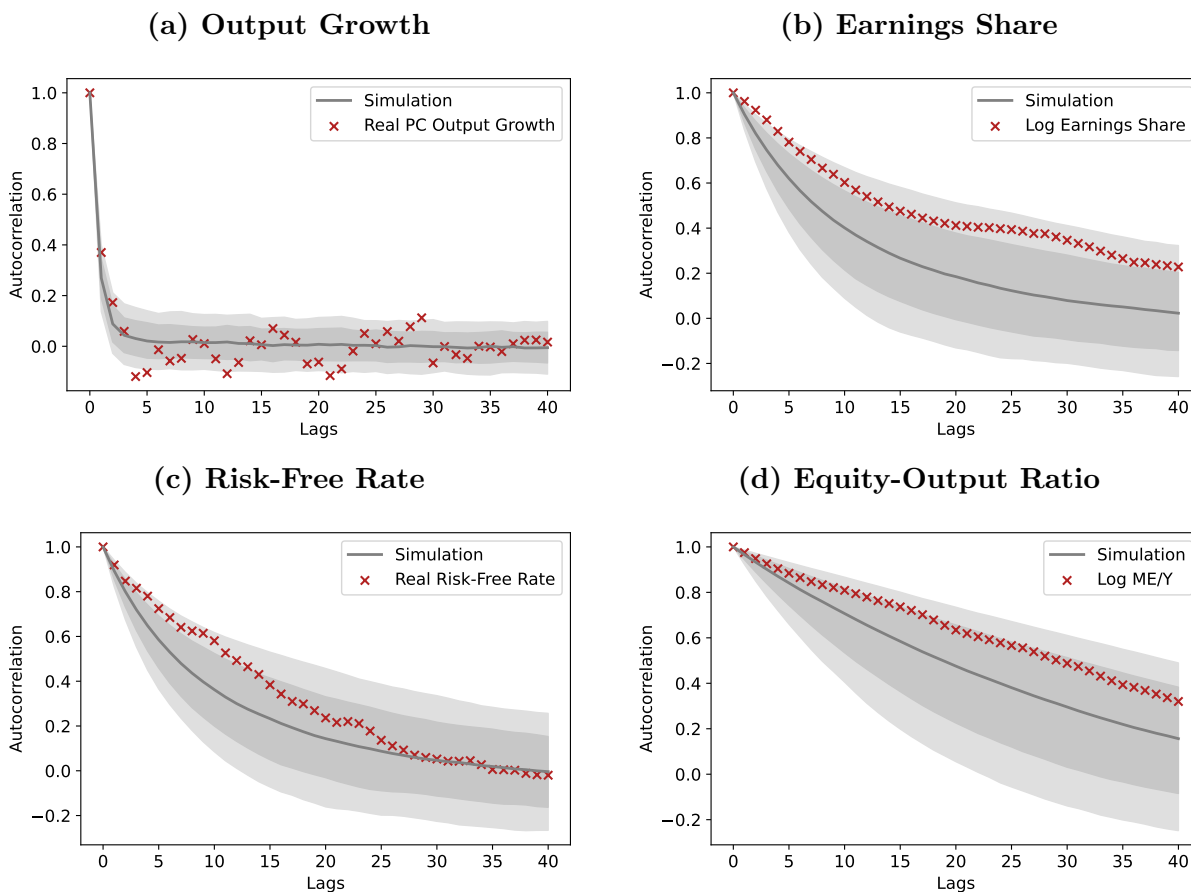 (a) Output Growth
1.0
0.8
0.6
0.4
0.2
0.0
Autocorrelation
Simulation
Real PC Output Growth
0 5 10 15 20 25 30 35 40
Lags
(b) Earnings Share
1.0
0.8
0.6
0.4
0.2
0.0
−0.2
Autocorrelation
Simulation
Log Earnings Share
0 5 10 15 20 25 30 35 40
Lags
(c) Risk-Free Rate
1.0
0.8
0.6
0.4
0.2
0.0
−0.2
Autocorrelation
Simulation
Real Risk-Free Rate
0 5 10 15 20 25 30 35 40
Lags
(d) Equity-Output Ratio
1.0
0.8
0.6
0.4
0.2
0.0
−0.2
Autocorrelation
Simulation
Log ME/Y
0 5 10 15 20 25 30 35 40
Lags